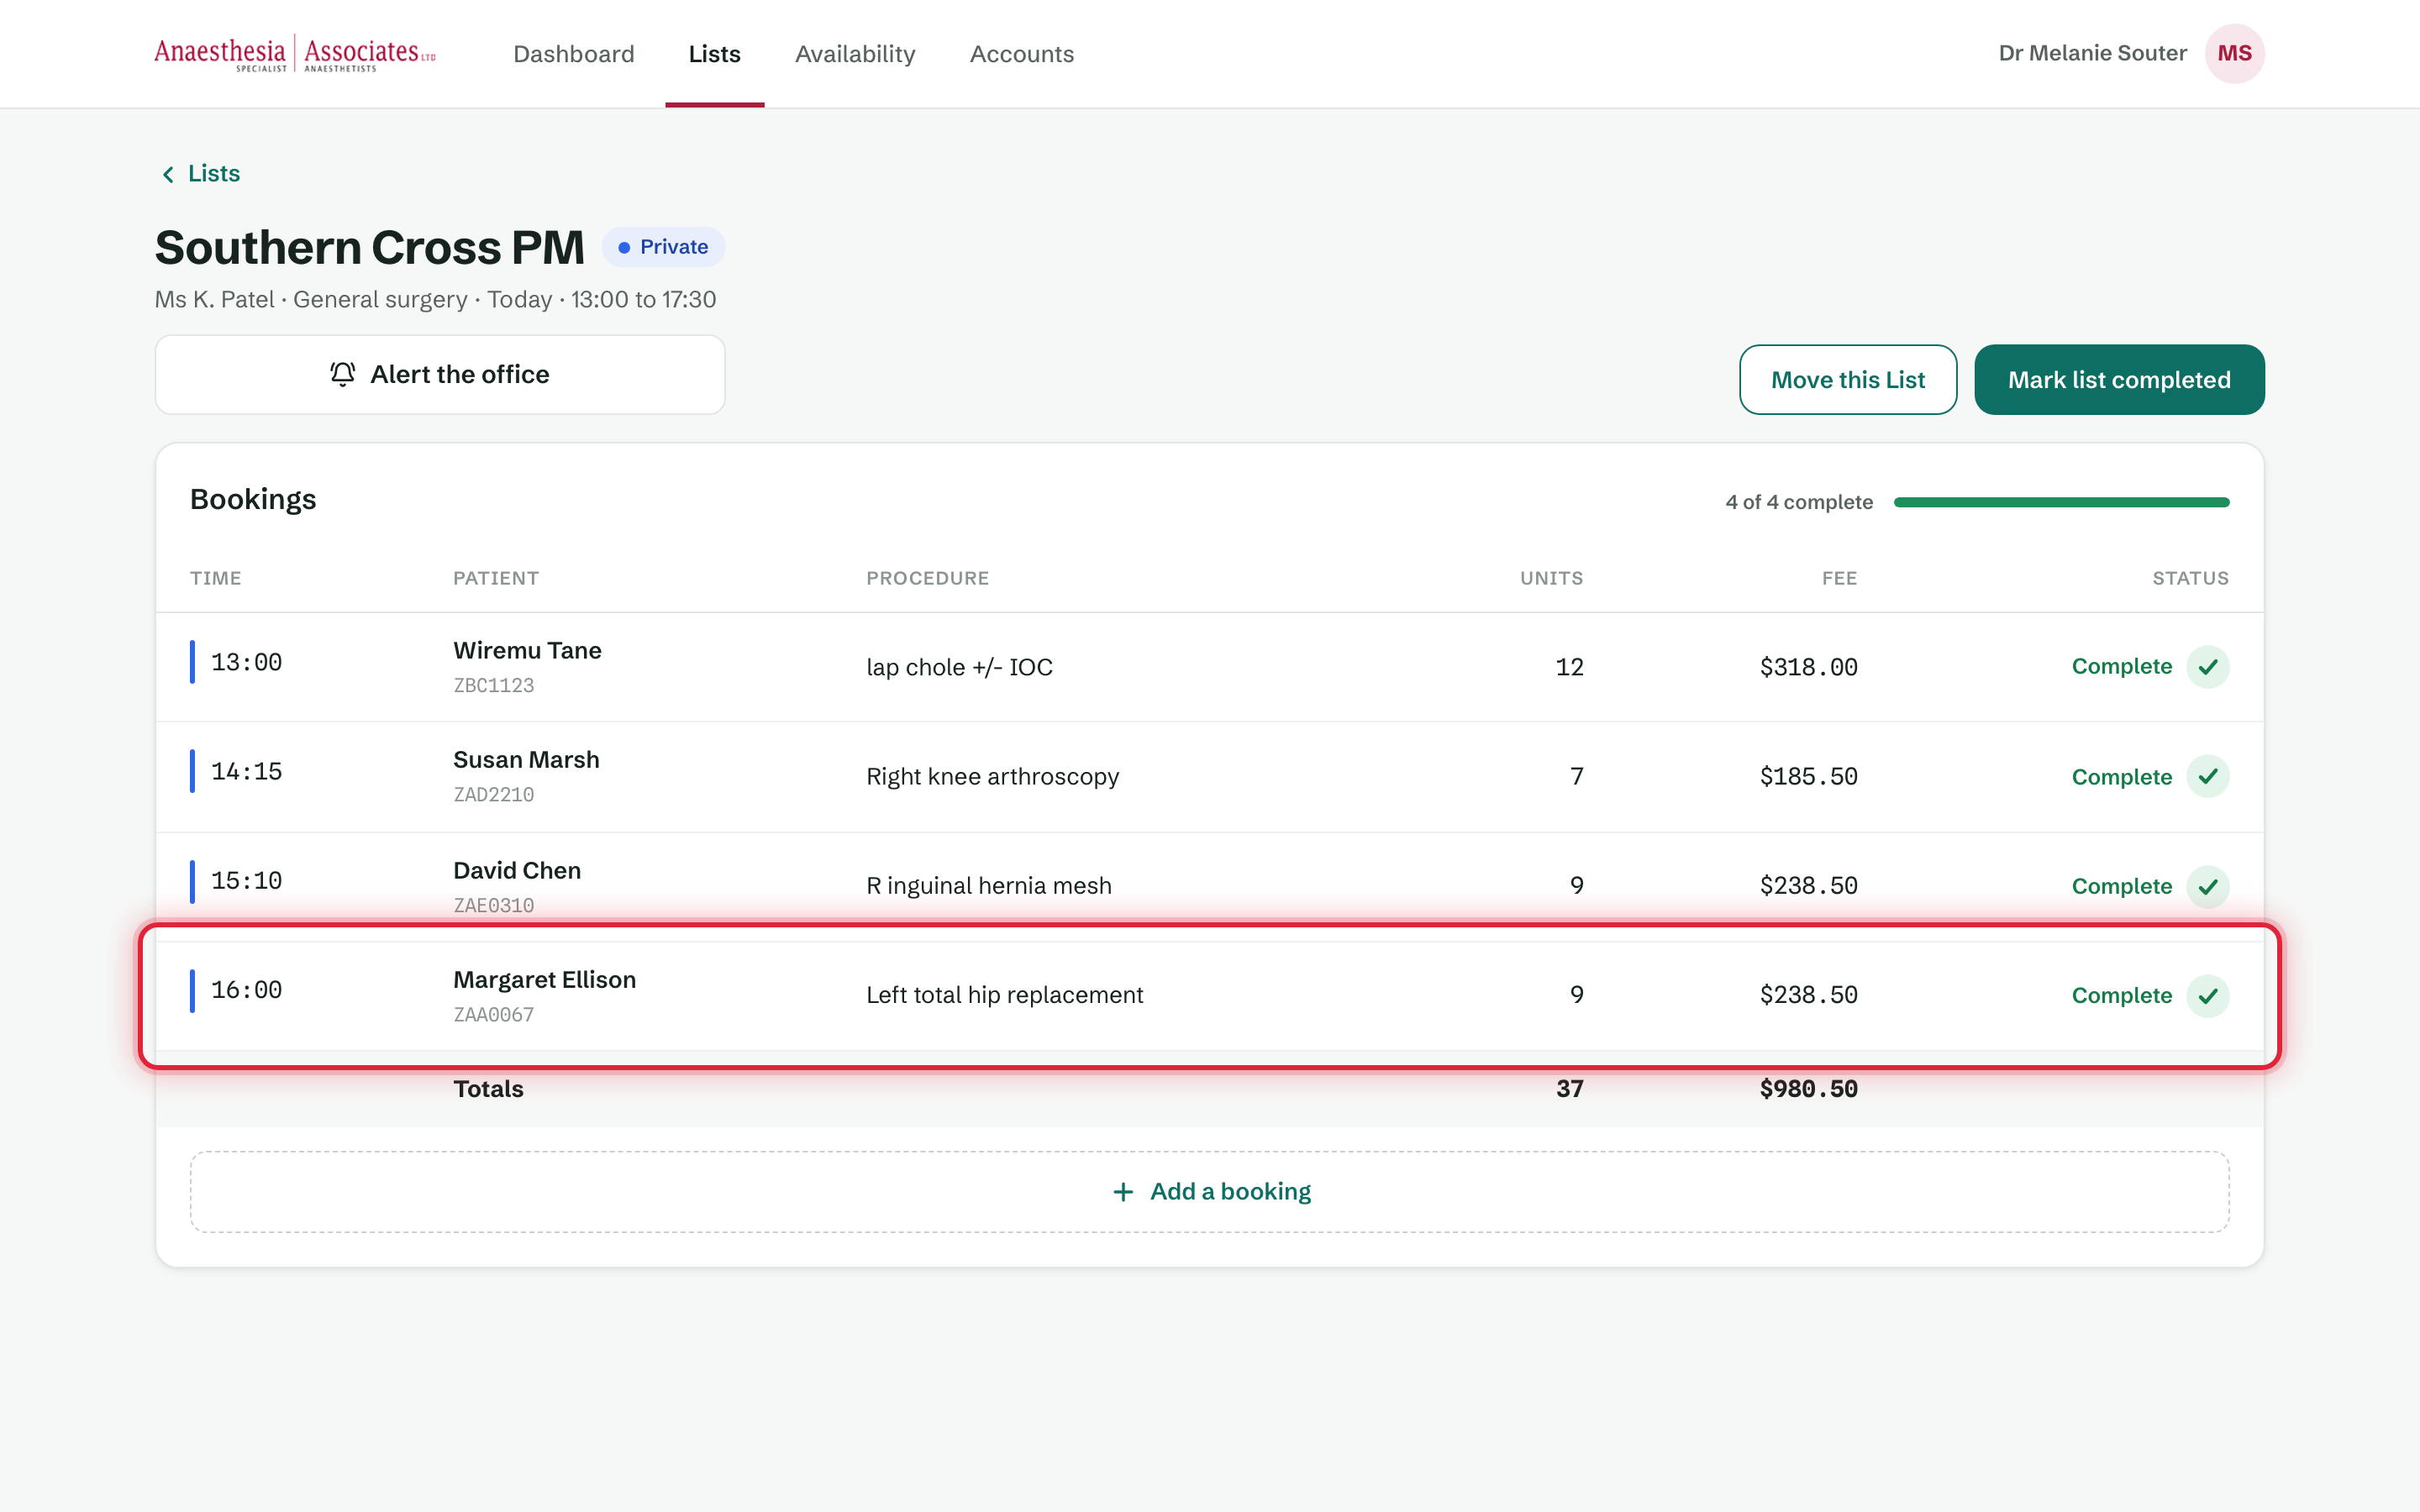 Anaesthesia | Associates LTD
SPECIALIST ANAESTHETISTS
Dashboard
Lists
Availability
Accounts
Dr Melanie Souter
MS
Lists
Southern Cross PM
Private
Ms K. Patel · General surgery · Today · 13:00 to 17:30
Alert the office
Move this List
Mark list completed
Bookings
4 of 4 complete
TIME PATIENT PROCEDURE UNITS FEE STATUS
13:00 Wiremu Tane lap chole +/- IOC 12 $318.00 Complete
ZBC1123
14:15 Susan Marsh Right knee arthroscopy 7 $185.50 Complete
ZAD2210
15:10 David Chen R inguinal hernia mesh 9 $238.50 Complete
ZAE0310
16:00 Margaret Ellison Left total hip replacement 9 $238.50 Complete
ZAA0067
Totals 37 $980.50
+ Add a booking